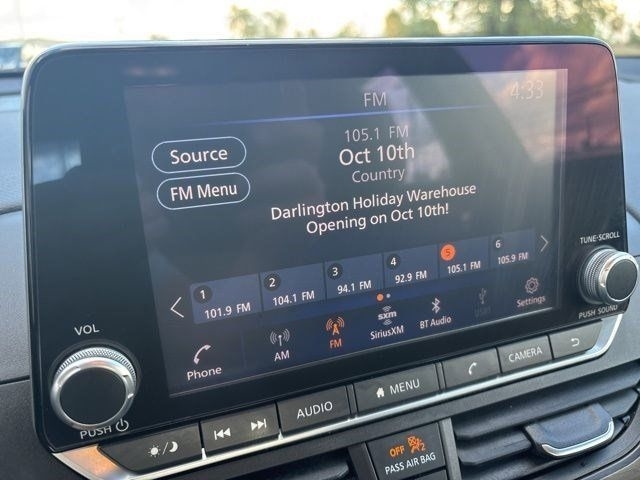 FM
4:33
Source
105.1 FM
Oct 10th
Country
FM Menu
Darlington Holiday Warehouse
Opening on Oct 10th!
1
101.9 FM
2
104.1 FM
3
94.1 FM
4
92.9 FM
5
105.1 FM
6
105.9 FM
Phone
AM
FM
sxm
SiriusXM
BT Audio
USB1
Settings
VOL
PUSH
TUNE·SCROLL
PUSH SOUND
AUDIO
MENU
CAMERA
OFF
2
PASS AIR BAG